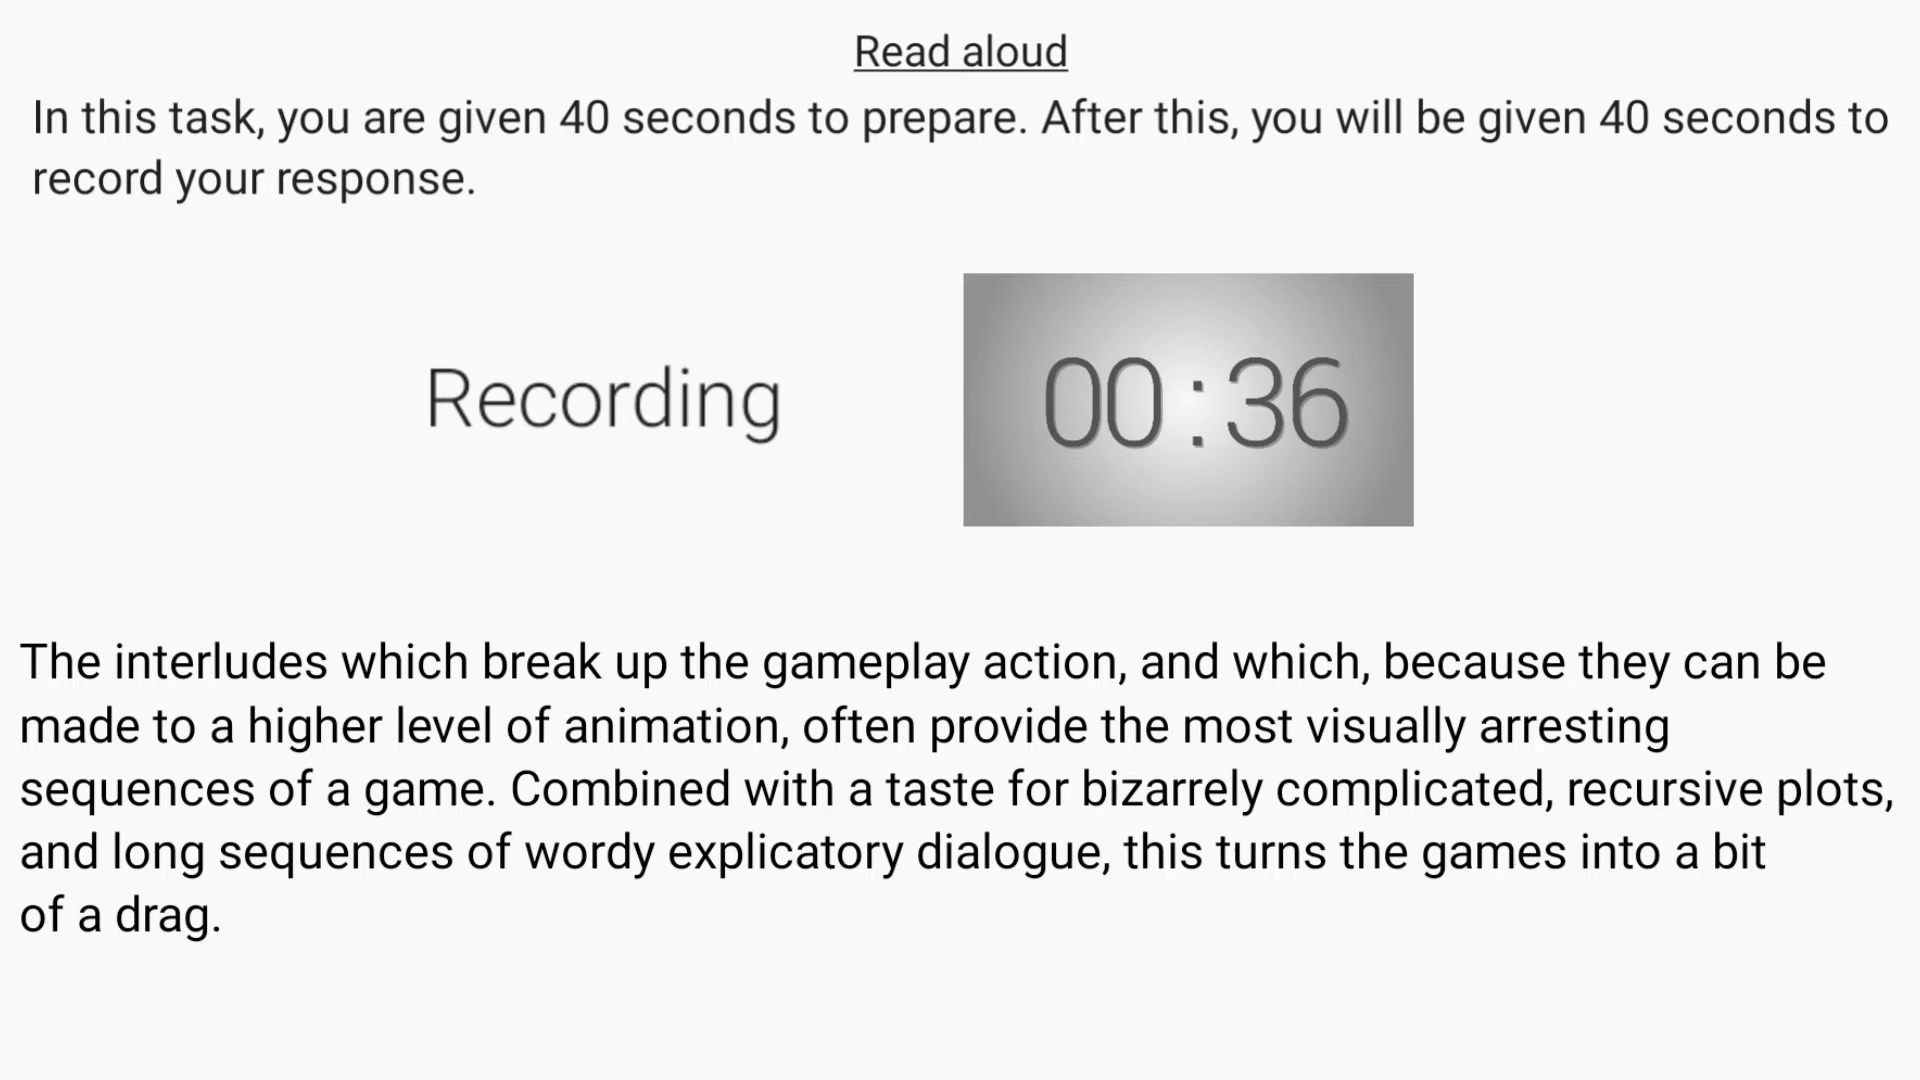 Read aloud
In this task, you are given 40 seconds to prepare. After this, you will be given 40 seconds to
record your response.
Recording
00:36
The interludes which break up the gameplay action, and which, because they can be
made to a higher level of animation, often provide the most visually arresting
sequences of a game. Combined with a taste for bizarrely complicated, recursive plots,
and long sequences of wordy explicatory dialogue, this turns the games into a bit
of a drag.